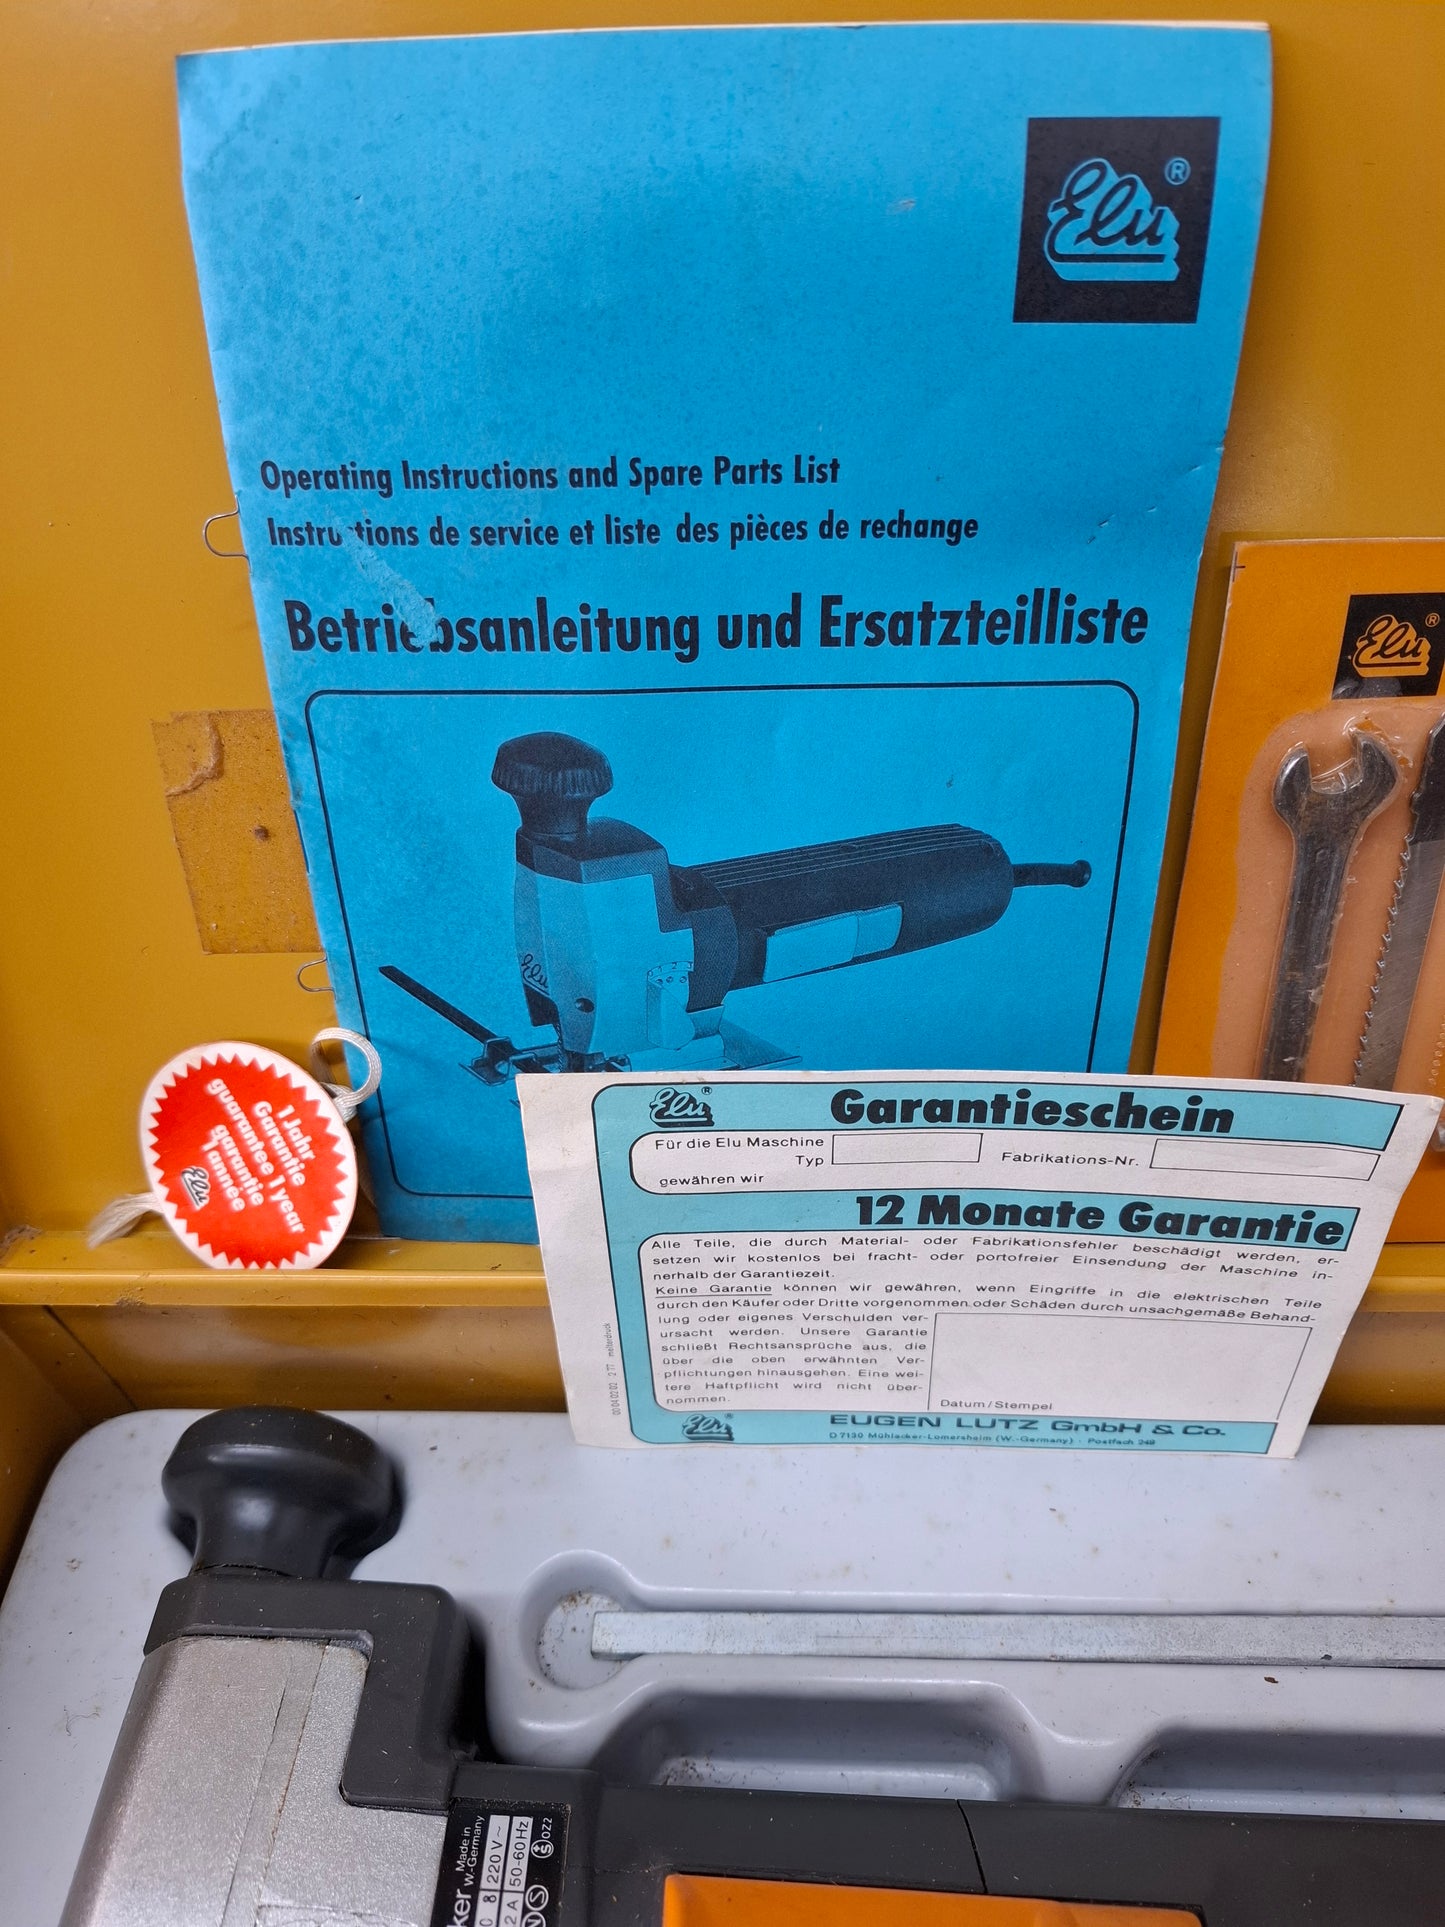 Elu ®
Operating Instructions and Spare Parts List
Instructions de service et liste des pièces de rechange
Betriebsanleitung und Ersatzteilliste
Elu
Elu ®
1 Jahr
Garantie
guarantee 1 year
garantie
1 année
Elu
Elu ®
Garantieschein
Für die Elu Maschine
Typ
Fabrikations-Nr.
gewähren wir
12 Monate Garantie
Alle Teile, die durch Material- oder Fabrikationsfehler beschädigt werden, er-
setzen wir kostenlos bei fracht- oder portofreier Einsendung der Maschine in-
nerhalb der Garantiezeit.
Keine Garantie können wir gewähren, wenn Eingriffe in die elektrischen Teile
durch den Käufer oder Dritte vorgenommen oder Schäden durch unsachgemäße Behand-
lung oder eigenes Verschulden ver-
ursacht werden. Unsere Garantie
schließt Rechtsansprüche aus, die
über die oben erwähnten Ver-
pflichtungen hinausgehen. Eine wei-
tere Haftpflicht wird nicht über-
nommen.
Datum/Stempel
Elu ®
EUGEN LUTZ GmbH & Co.
D 7130 Mühlacker-Lomersheim (W.-Germany) · Postfach 249
Made in
W.-Germany
220 V ~
50-60Hz
8
2 A